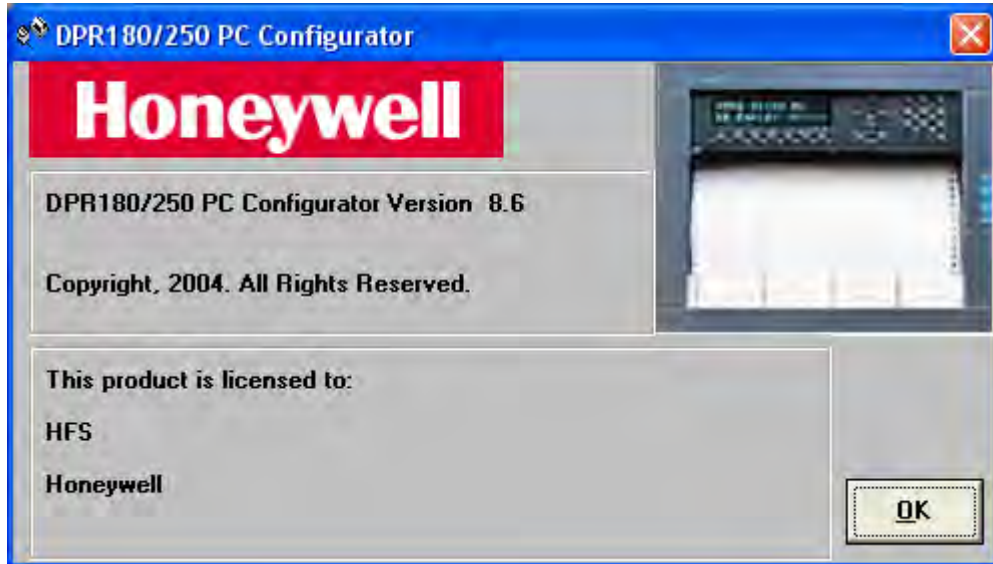 DPR180/250 PC Configurator
Honeywell
DPR180/250 PC Configurator Version 8.6
Copyright, 2004. All Rights Reserved.
This product is licensed to:
HFS
Honeywell
OK